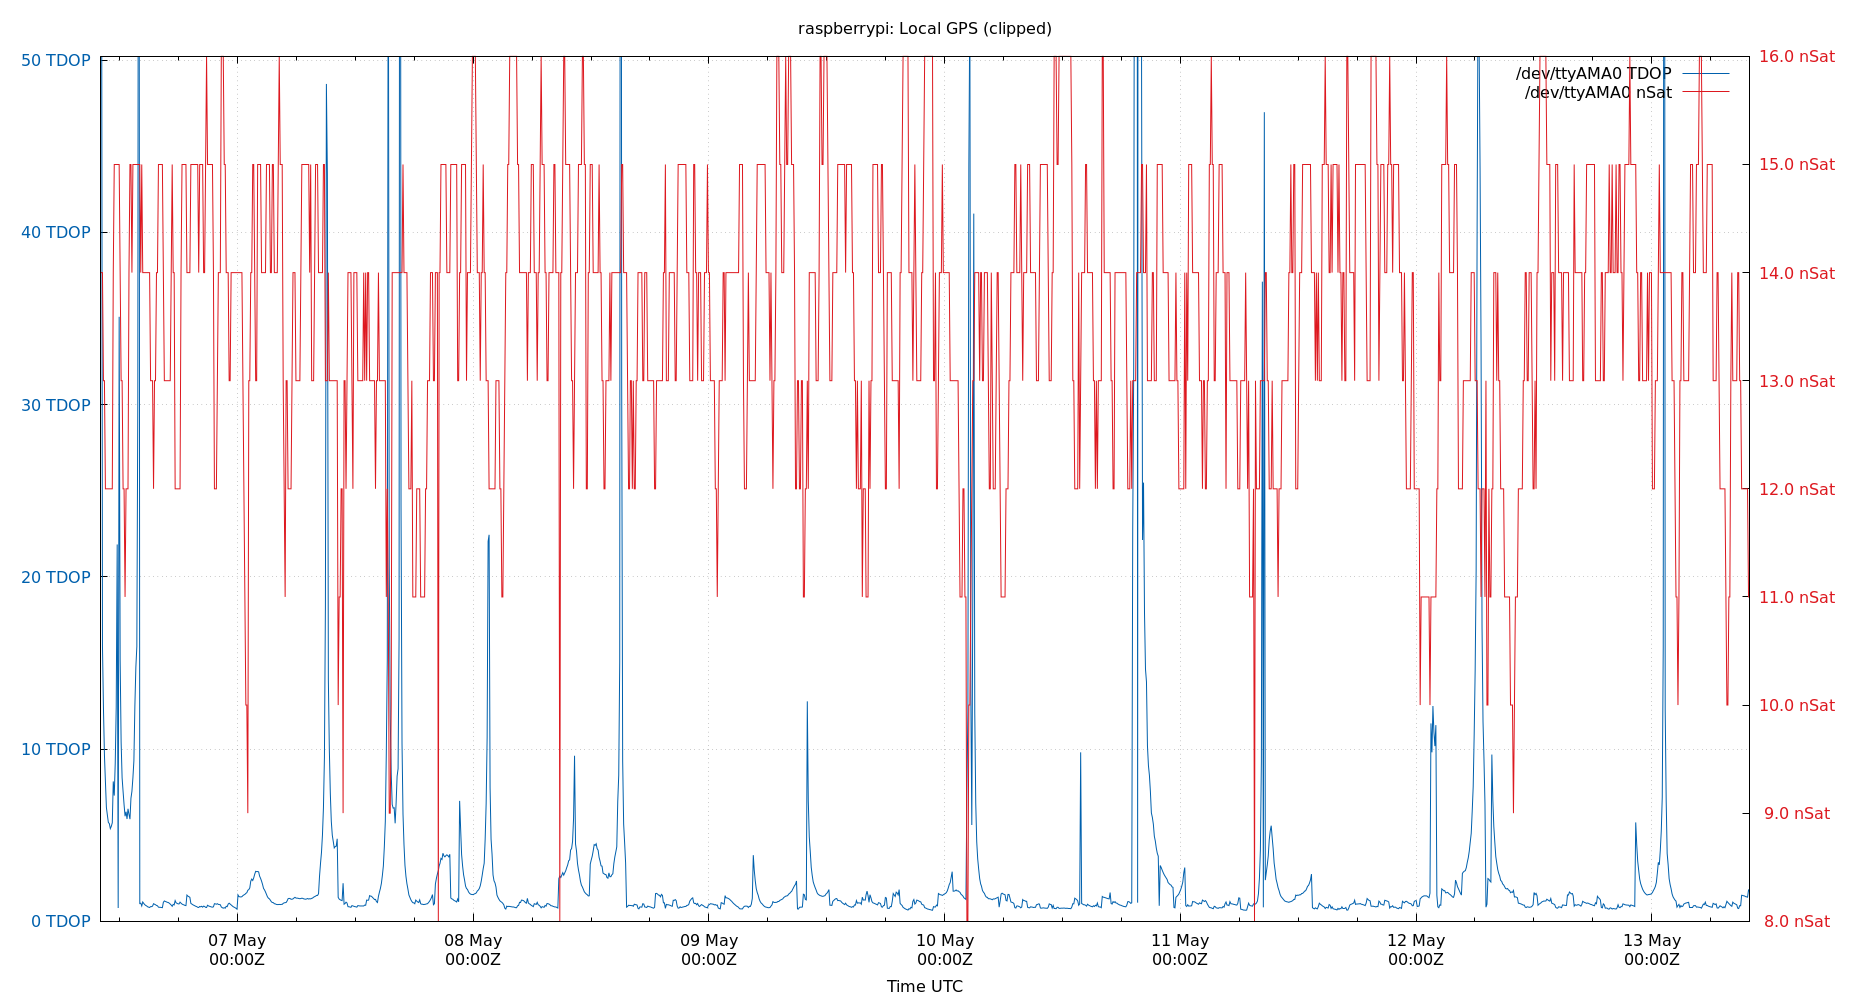 raspberrypi: Local GPS (clipped)
/dev/ttyAMA0 TDOP
/dev/ttyAMA0 nSat
50 TDOP
40 TDOP
30 TDOP
20 TDOP
10 TDOP
0 TDOP
16.0 nSat
15.0 nSat
14.0 nSat
13.0 nSat
12.0 nSat
11.0 nSat
10.0 nSat
9.0 nSat
8.0 nSat
07 May
00:00Z
08 May
00:00Z
09 May
00:00Z
10 May
00:00Z
11 May
00:00Z
12 May
00:00Z
13 May
00:00Z
Time UTC